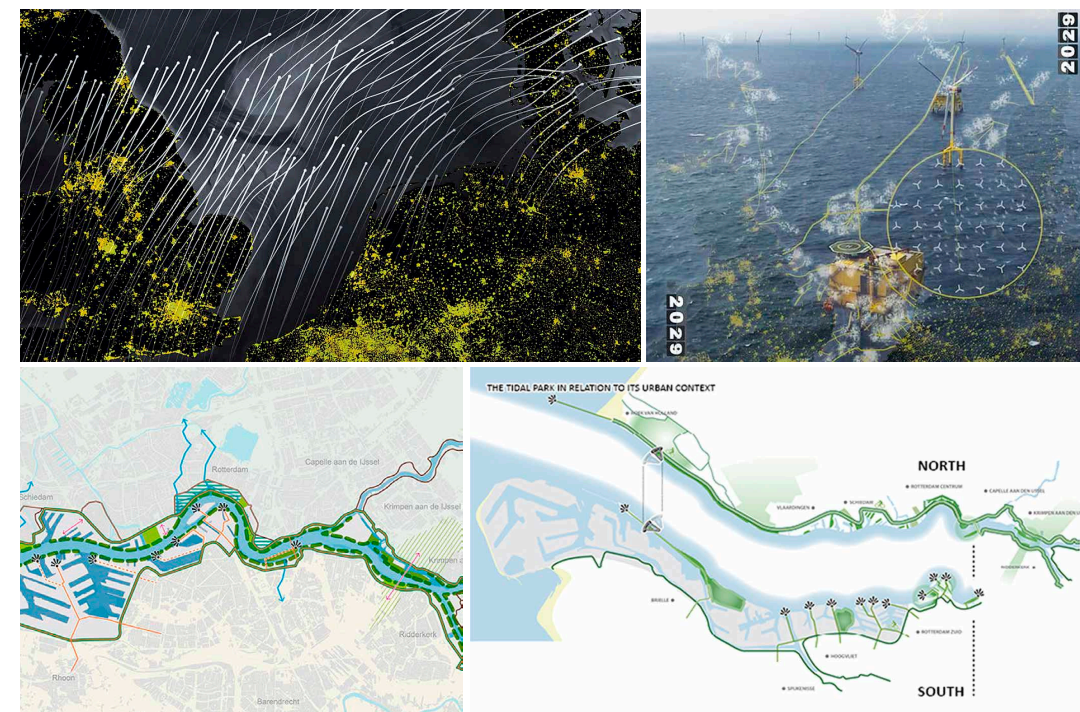 2029
2029
Schiedam
Rotterdam
Capelle aan de IJssel
Krimpen aan de IJssel
Krimpen a
Ridderkerk
Rhoon
Barendrecht
THE TIDAL PARK IN RELATION TO ITS URBAN CONTEXT
HOEK VAN HOLLAND
NORTH
ROTTERDAM CENTRUM
CAPELLE AAN DEN IJSSEL
SCHIEDAM
VLAARDINGEN
KRIMPEN AAN DEN
RIDDERKERK
BRIELLE
ROTTERDAM ZUID
HOOGVLIET
SPIJKENISSE
SOUTH